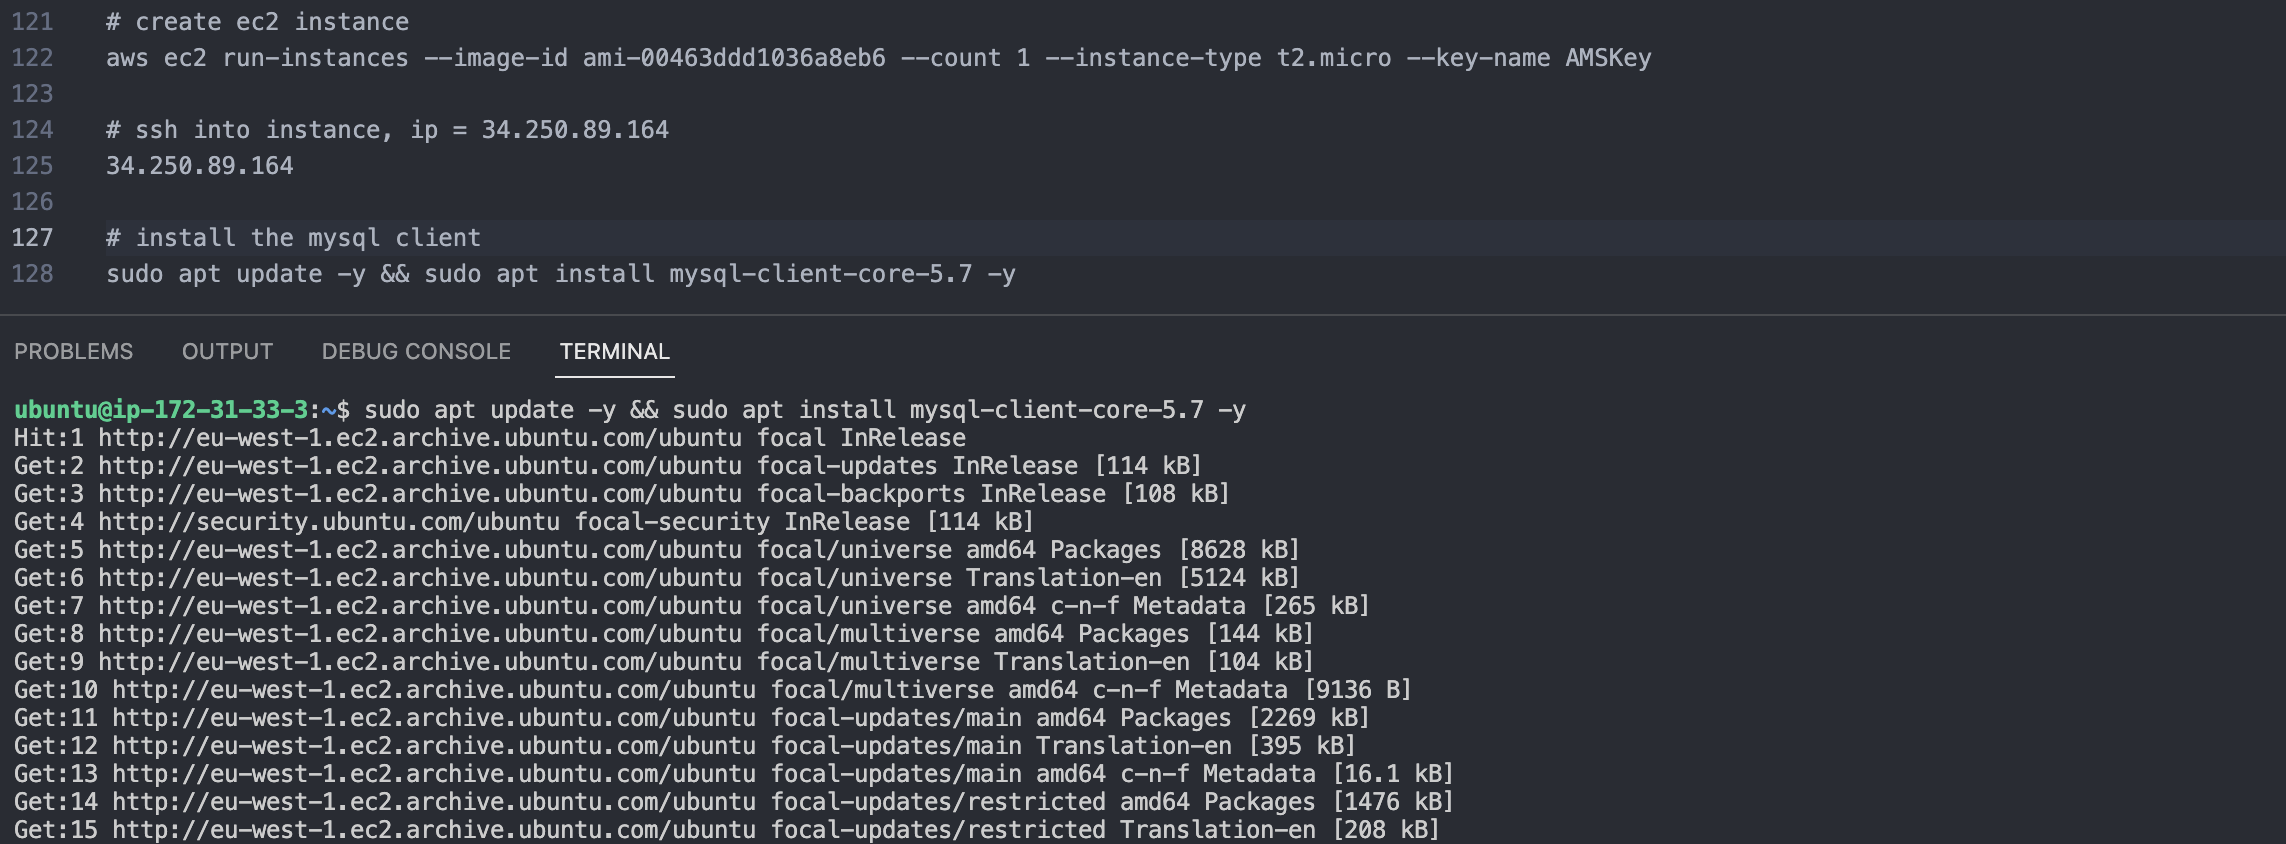 121 # create ec2 instance
122 aws ec2 run-instances --image-id ami-00463ddd1036a8eb6 --count 1 --instance-type t2.micro --key-name AMSKey
123
124 # ssh into instance, ip = 34.250.89.164
125 34.250.89.164
126
127 # install the mysql client
128 sudo apt update -y && sudo apt install mysql-client-core-5.7 -y
PROBLEMS OUTPUT DEBUG CONSOLE TERMINAL
ubuntu@ip-172-31-33-3:~$ sudo apt update -y && sudo apt install mysql-client-core-5.7 -y
Hit:1 http://eu-west-1.ec2.archive.ubuntu.com/ubuntu focal InRelease
Get:2 http://eu-west-1.ec2.archive.ubuntu.com/ubuntu focal-updates InRelease [114 kB]
Get:3 http://eu-west-1.ec2.archive.ubuntu.com/ubuntu focal-backports InRelease [108 kB]
Get:4 http://security.ubuntu.com/ubuntu focal-security InRelease [114 kB]
Get:5 http://eu-west-1.ec2.archive.ubuntu.com/ubuntu focal/universe amd64 Packages [8628 kB]
Get:6 http://eu-west-1.ec2.archive.ubuntu.com/ubuntu focal/universe Translation-en [5124 kB]
Get:7 http://eu-west-1.ec2.archive.ubuntu.com/ubuntu focal/universe amd64 c-n-f Metadata [265 kB]
Get:8 http://eu-west-1.ec2.archive.ubuntu.com/ubuntu focal/multiverse amd64 Packages [144 kB]
Get:9 http://eu-west-1.ec2.archive.ubuntu.com/ubuntu focal/multiverse Translation-en [104 kB]
Get:10 http://eu-west-1.ec2.archive.ubuntu.com/ubuntu focal/multiverse amd64 c-n-f Metadata [9136 B]
Get:11 http://eu-west-1.ec2.archive.ubuntu.com/ubuntu focal-updates/main amd64 Packages [2269 kB]
Get:12 http://eu-west-1.ec2.archive.ubuntu.com/ubuntu focal-updates/main Translation-en [395 kB]
Get:13 http://eu-west-1.ec2.archive.ubuntu.com/ubuntu focal-updates/main amd64 c-n-f Metadata [16.1 kB]
Get:14 http://eu-west-1.ec2.archive.ubuntu.com/ubuntu focal-updates/restricted amd64 Packages [1476 kB]
Get:15 http://eu-west-1.ec2.archive.ubuntu.com/ubuntu focal-updates/restricted Translation-en [208 kB]